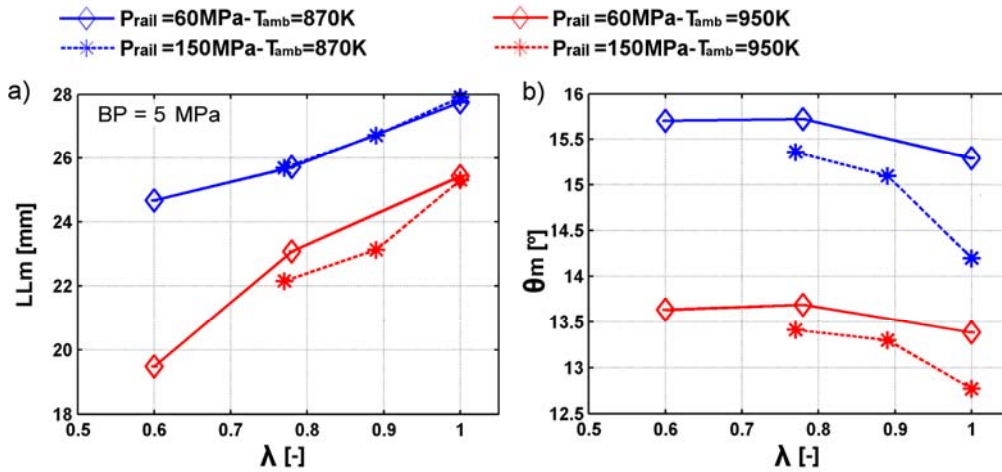 Prail=60MPa-Tamb=870K
Prail=60MPa-Tamb=950K
Prail=150MPa-Tamb=870K
Prail=150MPa-Tamb=950K
a)
BP = 5 MPa
28
26
24
22
20
18
LLm [mm]
0.5 0.6 0.7 0.8 0.9 1
λ [-]
b)
16
15.5
15
14.5
14
13.5
13
12.5
θm [º]
0.5 0.6 0.7 0.8 0.9 1
λ [-]